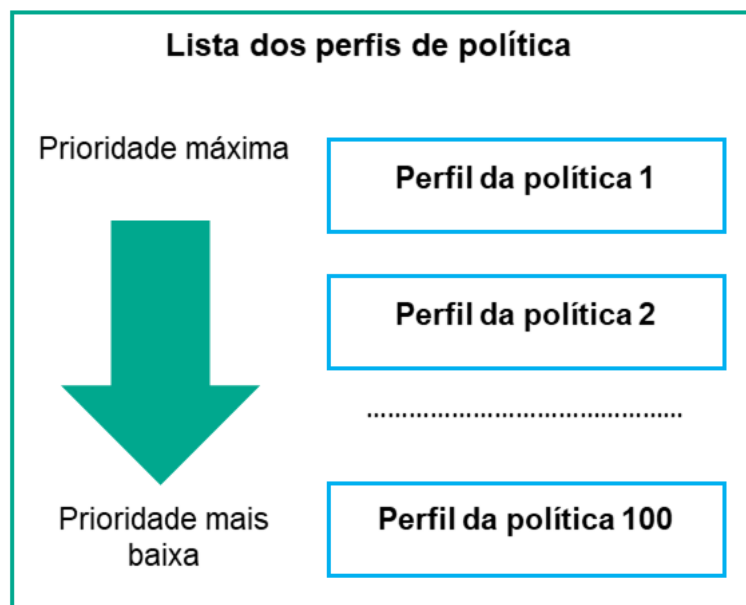 Lista dos perfis de política
Prioridade máxima
Perfil da política 1
Perfil da política 2
............................................
Prioridade mais
baixa
Perfil da política 100